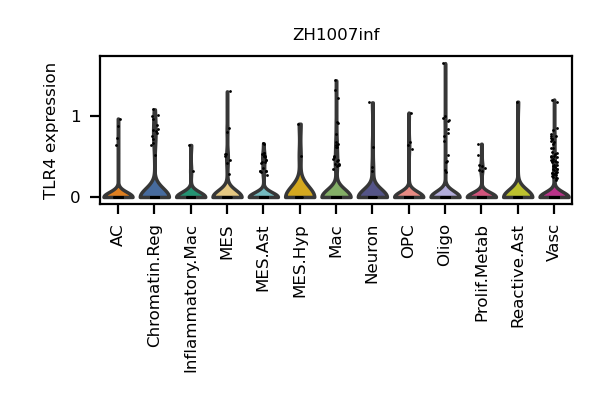 ZH1007inf
TLR4 expression
1
0
AC
Chromatin.Reg
Inflammatory.Mac
MES
MES.Ast
MES.Hyp
Mac
Neuron
OPC
Oligo
Prolif.Metab
Reactive.Ast
Vasc